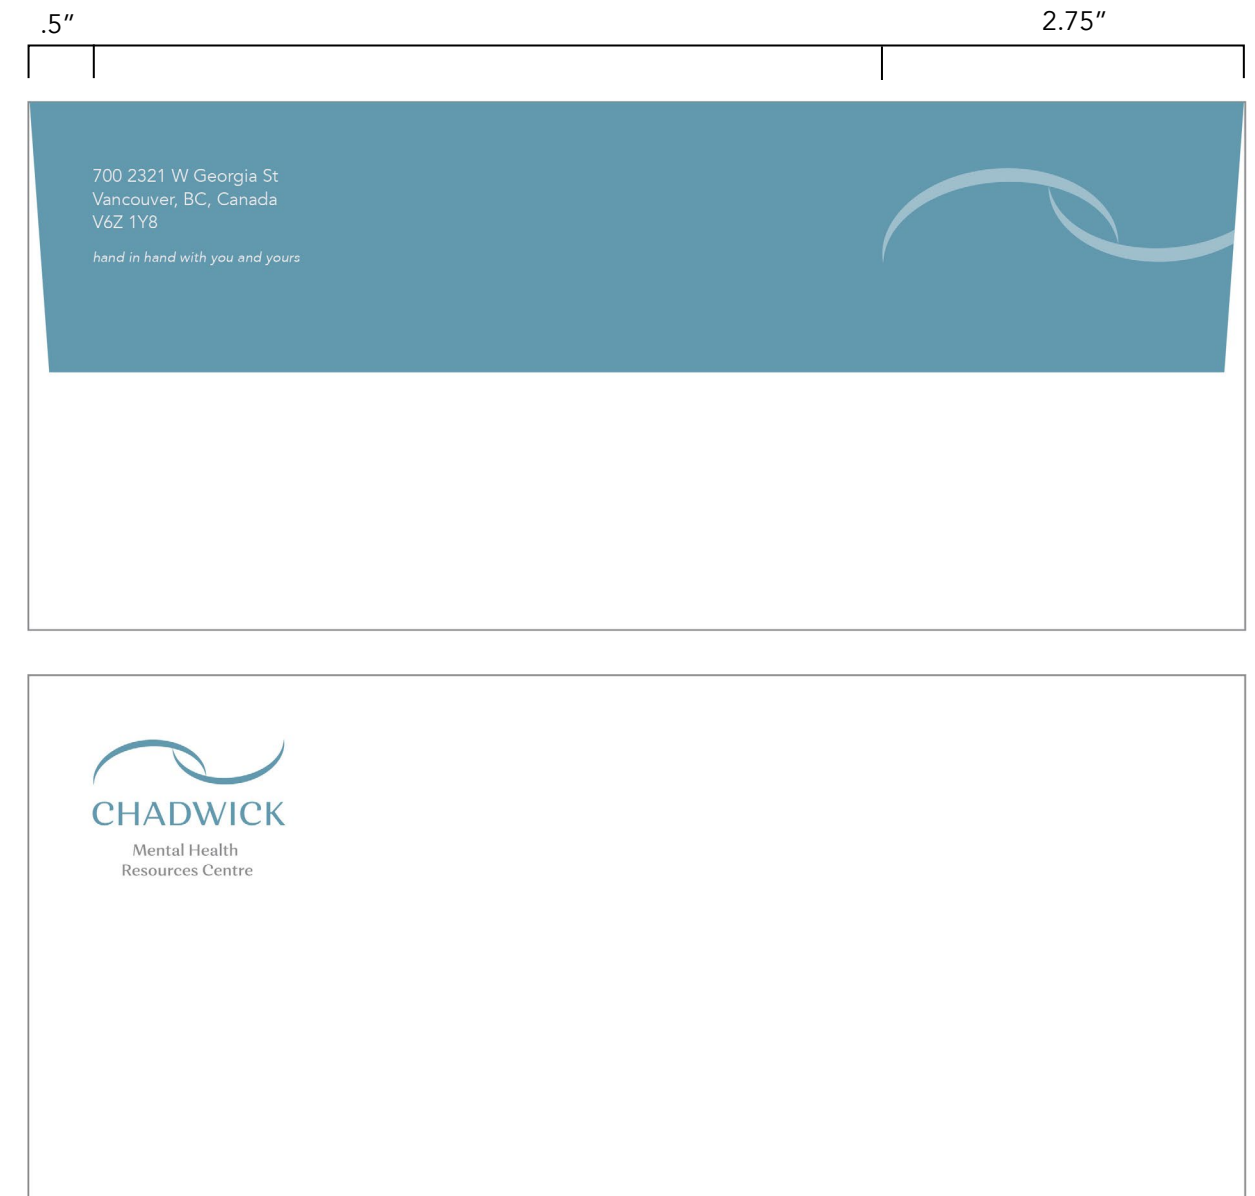 .5″
2.75″
700 2321 W Georgia St
Vancouver, BC, Canada
V6Z 1Y8
hand in hand with you and yours
CHADWICK
Mental Health
Resources Centre